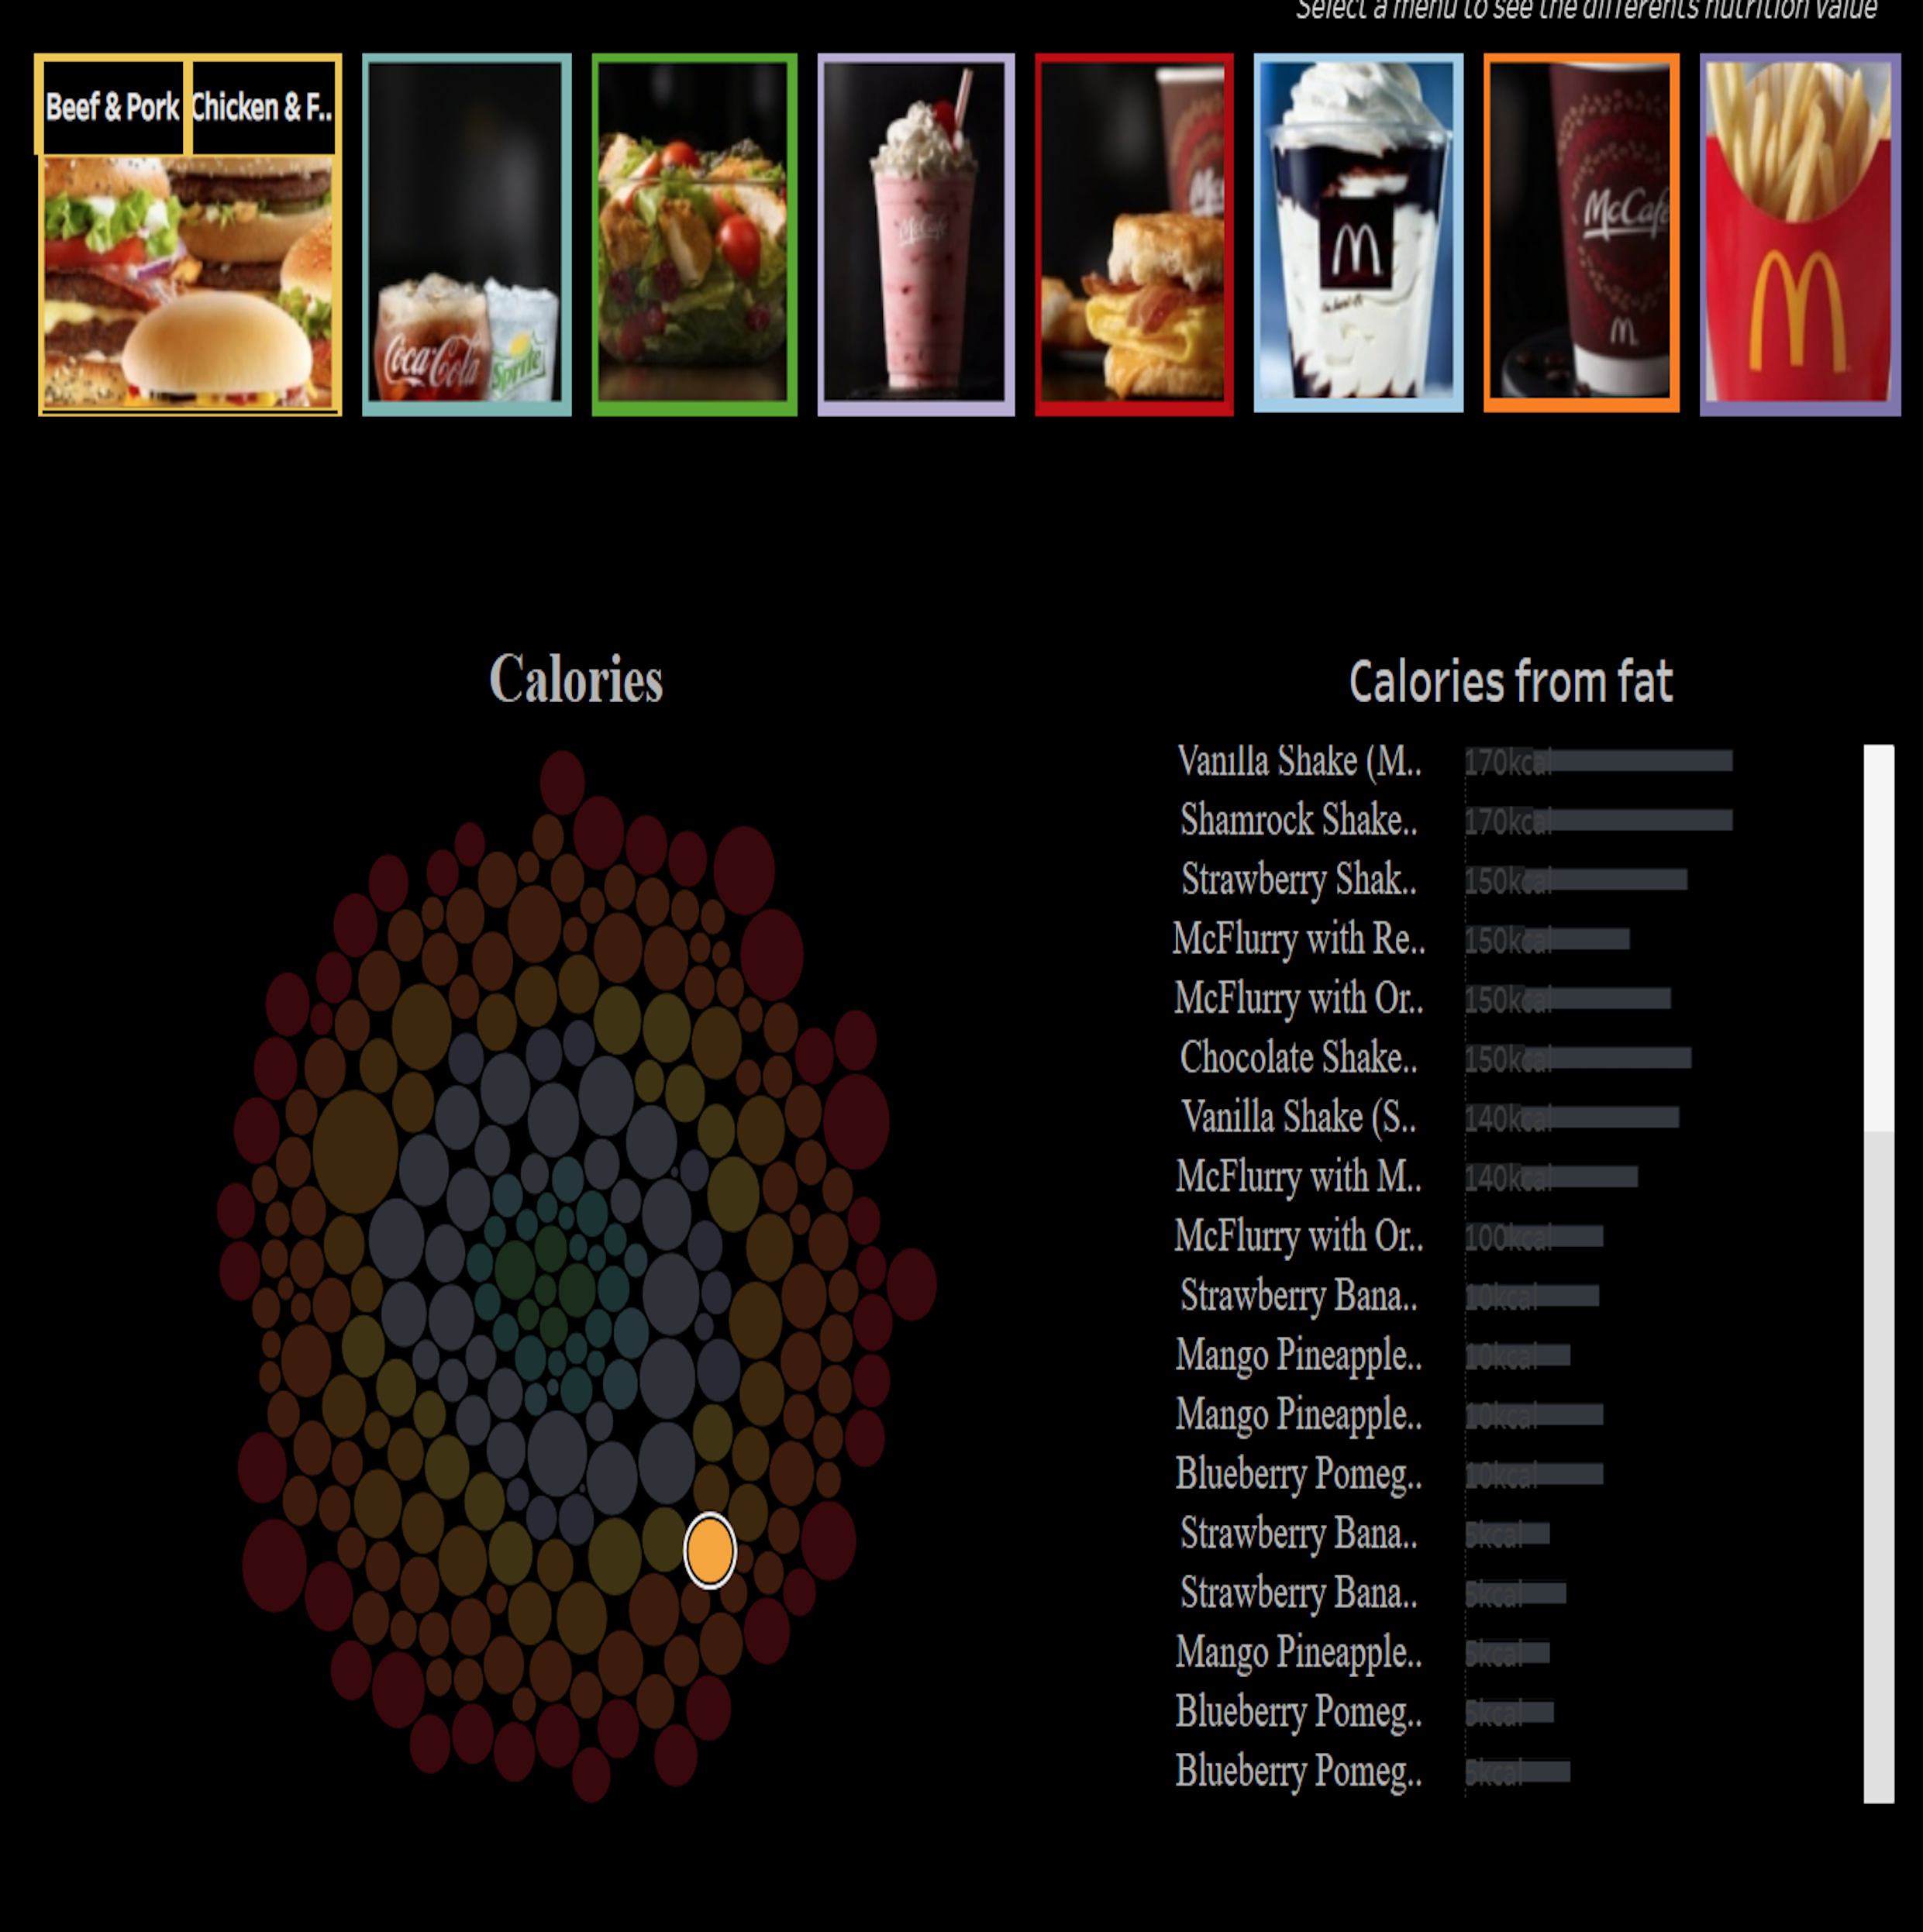 Select a menu to see the differents nutrition value
Beef & Pork
Chicken & F..
Coca-Cola
Sprite
McCafé
McCafé
Calories
Calories from fat
Vanilla Shake (M.. 170kcal
Shamrock Shake.. 170kcal
Strawberry Shak.. 150kcal
McFlurry with Re.. 150kcal
McFlurry with Or.. 150kcal
Chocolate Shake.. 150kcal
Vanilla Shake (S.. 140kcal
McFlurry with M.. 140kcal
McFlurry with Or.. 100kcal
Strawberry Bana.. 10kcal
Mango Pineapple.. 10kcal
Mango Pineapple.. 10kcal
Blueberry Pomeg.. 10kcal
Strawberry Bana.. 5kcal
Strawberry Bana.. 5kcal
Mango Pineapple.. 5kcal
Blueberry Pomeg.. 5kcal
Blueberry Pomeg.. 5kcal